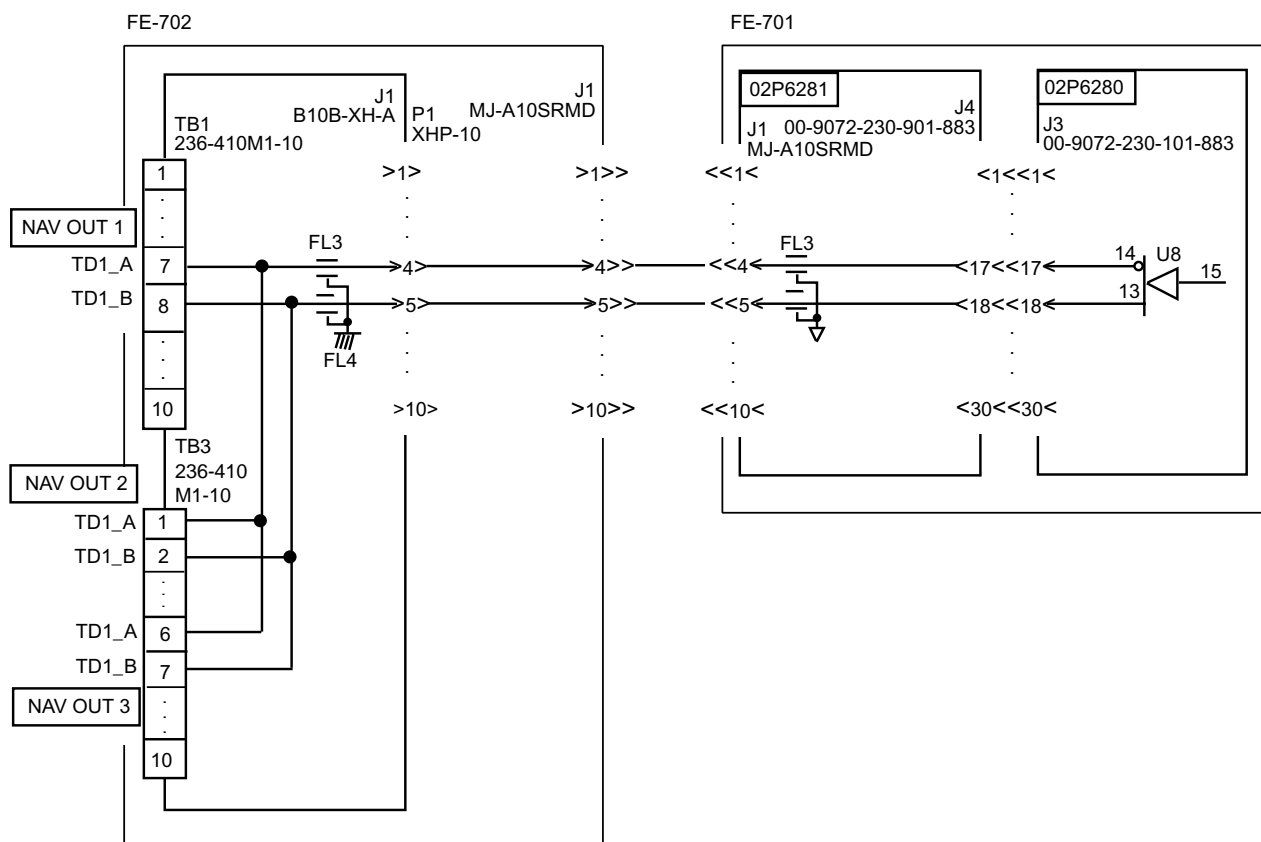 FE-702
FE-701
TB1
236-410M1-10
J1
B10B-XH-A
P1
XHP-10
J1
MJ-A10SRMD
02P6281
J1
MJ-A10SRMD
J4
00-9072-230-901-883
02P6280
J3
00-9072-230-101-883
1
>1>
>1>>
<<1<
<1<<1<
NAV OUT 1
TD1_A
7
FL3
>4>
>4>>
<<4
FL3
<17<<17
14
U8
15
TD1_B
8
>5>
>5>>
<<5
<18<<18
13
FL4
10
>10>
>10>>
<<10<
<30<<30<
TB3
236-410
M1-10
NAV OUT 2
TD1_A
1
TD1_B
2
TD1_A
6
TD1_B
7
NAV OUT 3
10